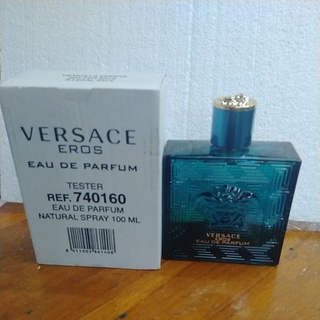 VERSACE
EROS
EAU DE PARFUM
TESTER
REF. 740160
EAU DE PARFUM
NATURAL SPRAY 100 ML
VERSACE
EROS
EAU DE PARFUM